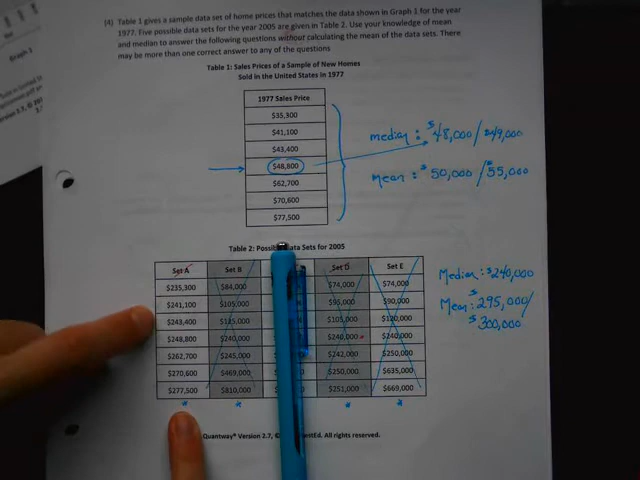 (4) Table 1 gives a sample data set of home prices that matches the data shown in Graph 1 for the year
1977. Five possible data sets for the year 2005 are given in Table 2. Use your knowledge of mean
and median to answer the following questions without calculating the mean of the data sets. There
may be more than one correct answer to any of the questions
Table 1: Sales Prices of a Sample of New Homes
Sold in the United States in 1977
1977 Sales Price
$35,300
$41,100
$43,400
$48,800
$62,700
$70,600
$77,500
median: $48,000/$49,000
Mean: $50,000/$55,000
Table 2: Possible Data Sets for 2005
Set A Set B Set D Set E
$235,300 $84,000 $74,000 $74,000
$241,100 $105,000 $95,000 $90,000
$243,400 $105,000 $120,000
$248,800 $240,000 $240,000 $240,000
$262,700 $245,000 $242,000 $250,000
$270,600 $469,000 $250,000 $635,000
$277,500 $810,000 $251,000 $669,000
Median: $240,000
Mean: $295,000/
$300,000
Quantway® Version 2.7, All rights reserved.
Graph 1